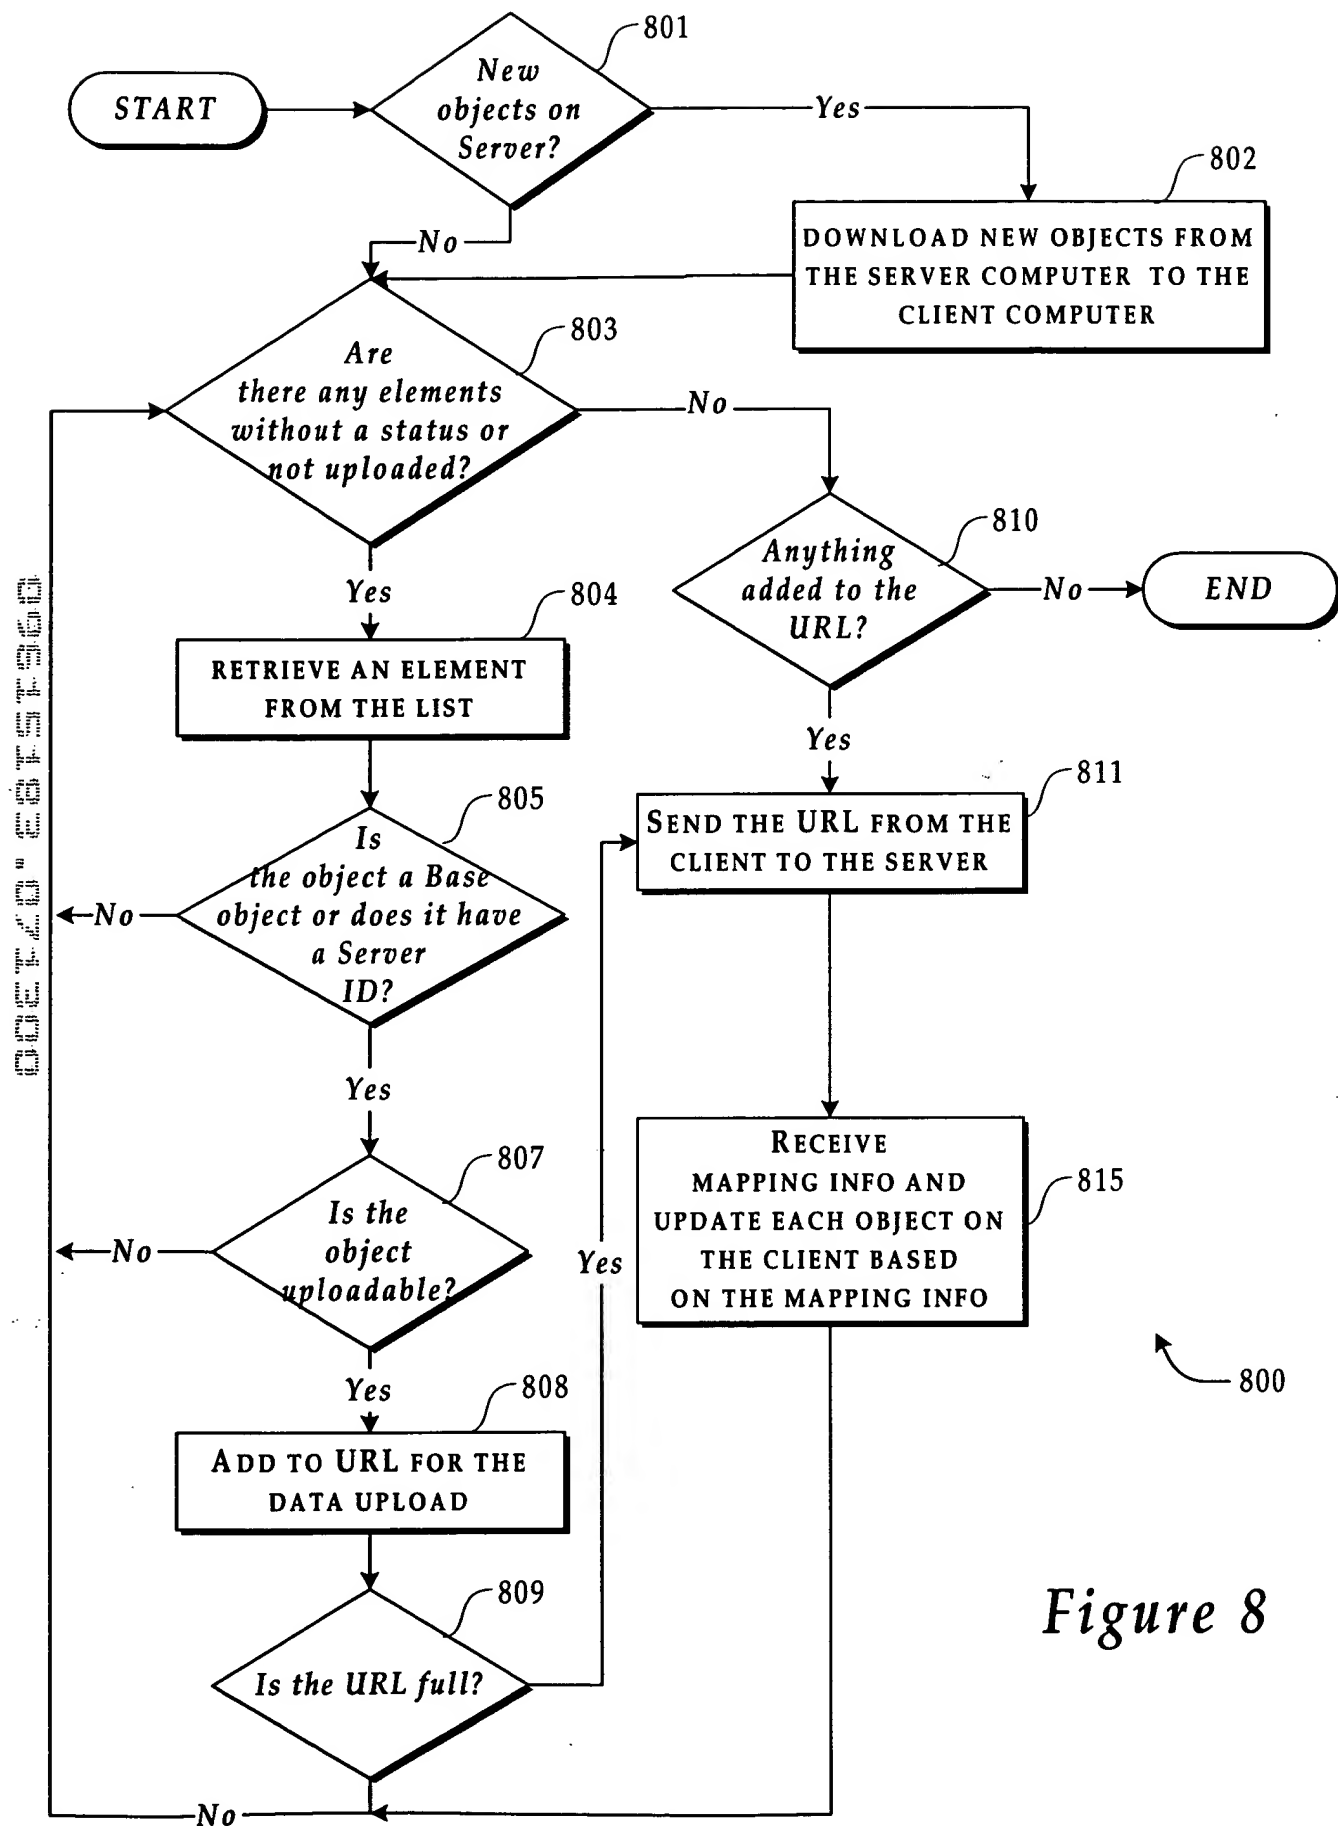 801
New
objects on
Server?
START
Yes
802
DOWNLOAD NEW OBJECTS FROM
THE SERVER COMPUTER TO THE
CLIENT COMPUTER
No
803
Are
there any elements
without a status or
not uploaded?
No
810
Anything
added to the
URL?
No
END
Yes
804
RETRIEVE AN ELEMENT
FROM THE LIST
Yes
811
SEND THE URL FROM THE
CLIENT TO THE SERVER
805
Is
the object a Base
object or does it have
a Server
ID?
No
Yes
807
Is the
object
uploadable?
No
Yes
815
RECEIVE
MAPPING INFO AND
UPDATE EACH OBJECT ON
THE CLIENT BASED
ON THE MAPPING INFO
800
Yes
808
ADD TO URL FOR THE
DATA UPLOAD
809
Is the URL full?
No
Figure 8